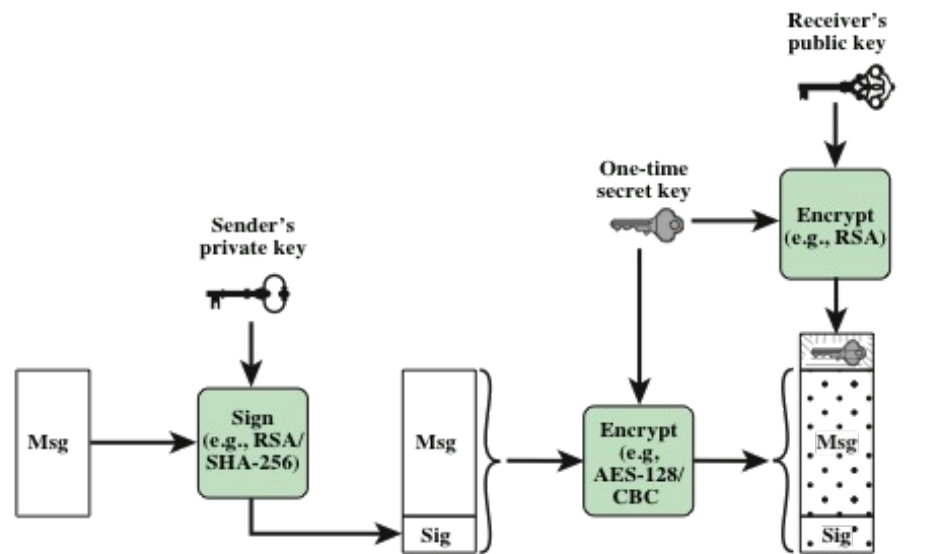 Receiver's
public key
One-time
secret key
Encrypt
(e.g., RSA)
Sender's
private key
Msg
Sign
(e.g., RSA/
SHA-256)
Msg
Sig
Encrypt
(e.g,
AES-128/
CBC
Msg
Sig